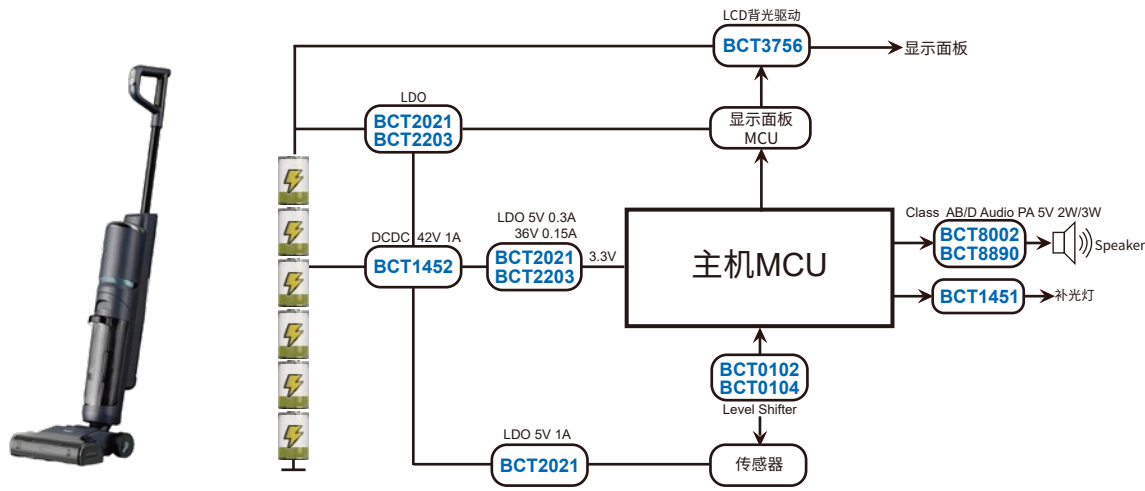 LCD背光驱动
BCT3756
显示面板
LDO
BCT2021
BCT2203
显示面板
MCU
Class AB/D Audio PA 5V 2W/3W
LDO 5V 0.3A
36V 0.15A
DCDC 42V 1A
BCT1452
BCT2021
BCT2203
3.3V
主机MCU
BCT8002
BCT8890
Speaker
BCT1451
补光灯
BCT0102
BCT0104
Level Shifter
LDO 5V 1A
BCT2021
传感器